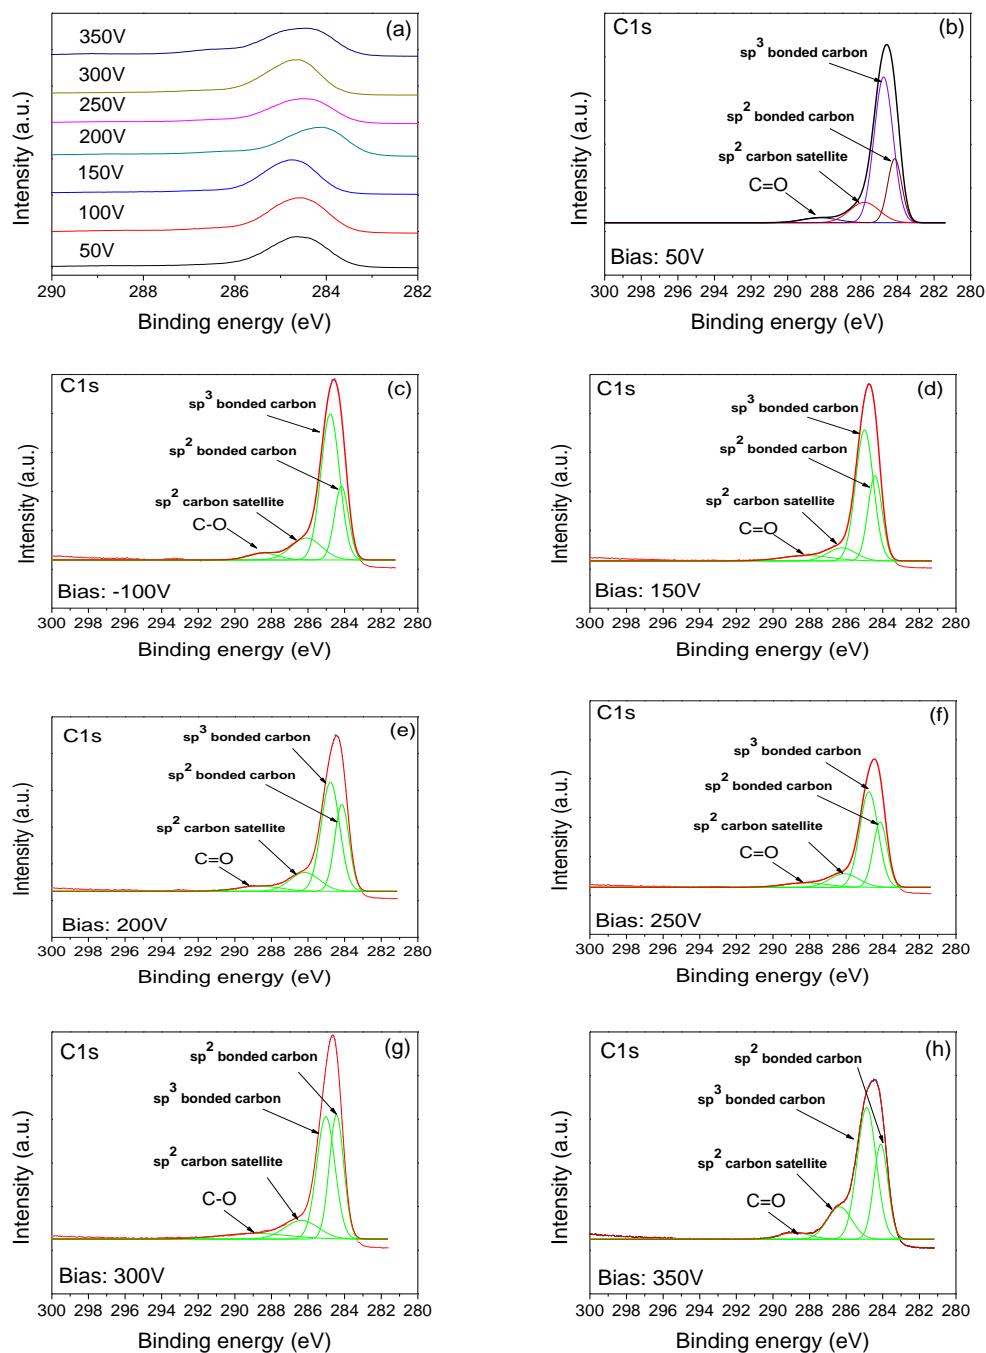 (a)
350V
300V
250V
200V
150V
100V
50V
Intensity (a.u.)
290 288 286 284 282
Binding energy (eV)
C1s
(b)
sp3 bonded carbon
sp2 bonded carbon
sp2 carbon satellite
C=O
Bias: 50V
Intensity (a.u.)
300 298 296 294 292 290 288 286 284 282 280
Binding energy (eV)
C1s
(c)
sp3 bonded carbon
sp2 bonded carbon
sp2 carbon satellite
C-O
Bias: -100V
Intensity (a.u.)
300 298 296 294 292 290 288 286 284 282 280
Binding energy (eV)
C1s
(d)
sp3 bonded carbon
sp2 bonded carbon
sp2 carbon satellite
C=O
Bias: 150V
Intensity (a.u.)
300 298 296 294 292 290 288 286 284 282 280
Binding energy (eV)
C1s
(e)
sp3 bonded carbon
sp2 bonded carbon
sp2 carbon satellite
C=O
Bias: 200V
Intensity (a.u.)
300 298 296 294 292 290 288 286 284 282 280
Binding energy (eV)
C1s
(f)
sp3 bonded carbon
sp2 bonded carbon
sp2 carbon satellite
C=O
Bias: 250V
Intensity (a.u.)
300 298 296 294 292 290 288 286 284 282 280
Binding energy (eV)
C1s
(g)
sp2 bonded carbon
sp3 bonded carbon
sp2 carbon satellite
C-O
Bias: 300V
Intensity (a.u.)
300 298 296 294 292 290 288 286 284 282 280
Binding energy (eV)
C1s
(h)
sp2 bonded carbon
sp3 bonded carbon
sp2 carbon satellite
C=O
Bias: 350V
Intensity (a.u.)
300 298 296 294 292 290 288 286 284 282 280
Binding energy (eV)